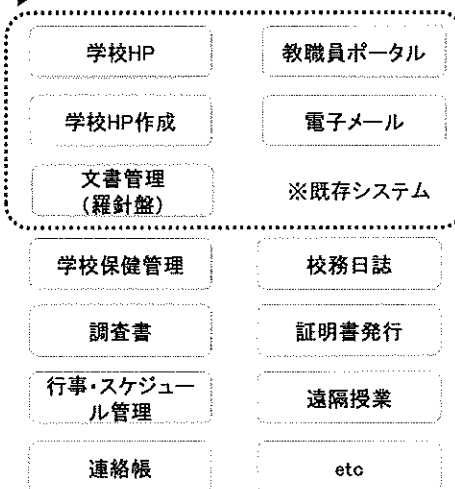 学校HP
教職員ポータル
学校HP作成
電子メール
文書管理
(羅針盤)
※既存システム
学校保健管理
校務日誌
調査書
証明書発行
行事・スケジュー
ル管理
遠隔授業
連絡帳
etc